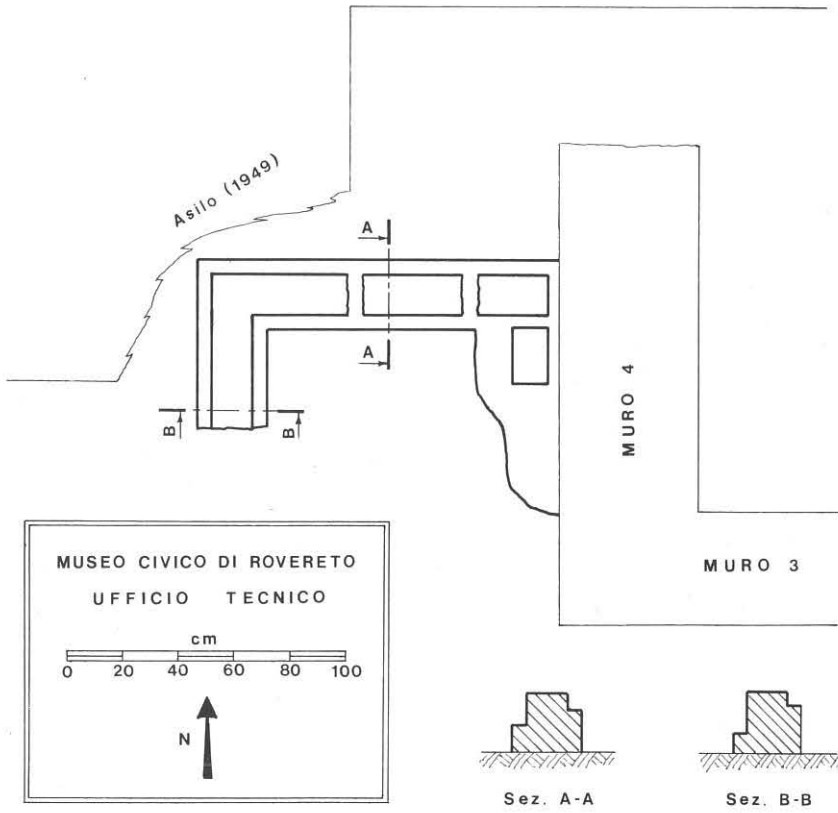 Asilo (1949)
A
A
B
B
MURO 4
MURO 3
MUSEO CIVICO DI ROVERETO
UFFICIO TECNICO
cm
0 20 40 60 80 100
N
Sez. A-A
Sez. B-B